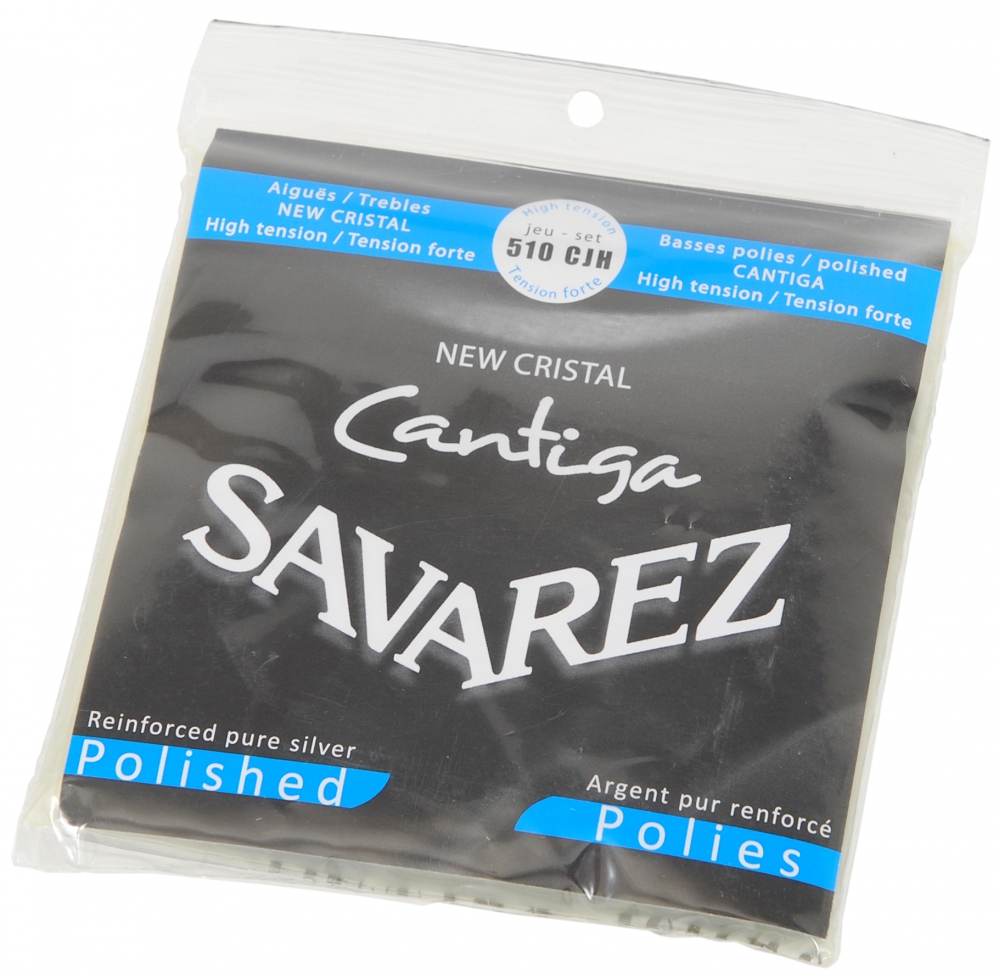 Aiguës / Trebles
NEW CRISTAL
High tension / Tension forte
High tension
jeu - set
510 CJH
Tension forte
Basses polies / polished
CANTIGA
High tension / Tension forte
NEW CRISTAL
Cantiga
SAVAREZ
Reinforced pure silver
Polished
Argent pur renforcé
Polies